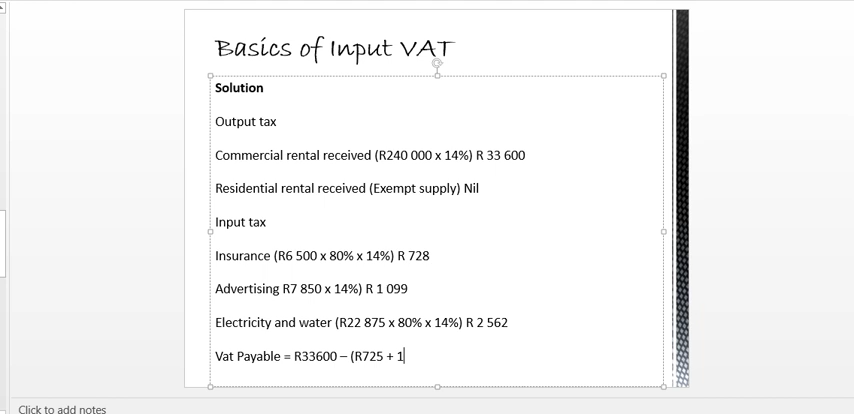 Basics of Input VAT
Solution
Output tax
Commercial rental received (R240 000 x 14%) R 33 600
Residential rental received (Exempt supply) Nil
Input tax
Insurance (R6 500 x 80% x 14%) R 728
Advertising R7 850 x 14%) R 1 099
Electricity and water (R22 875 x 80% x 14%) R 2 562
Vat Payable = R33600 – (R725 + 1
Click to add notes